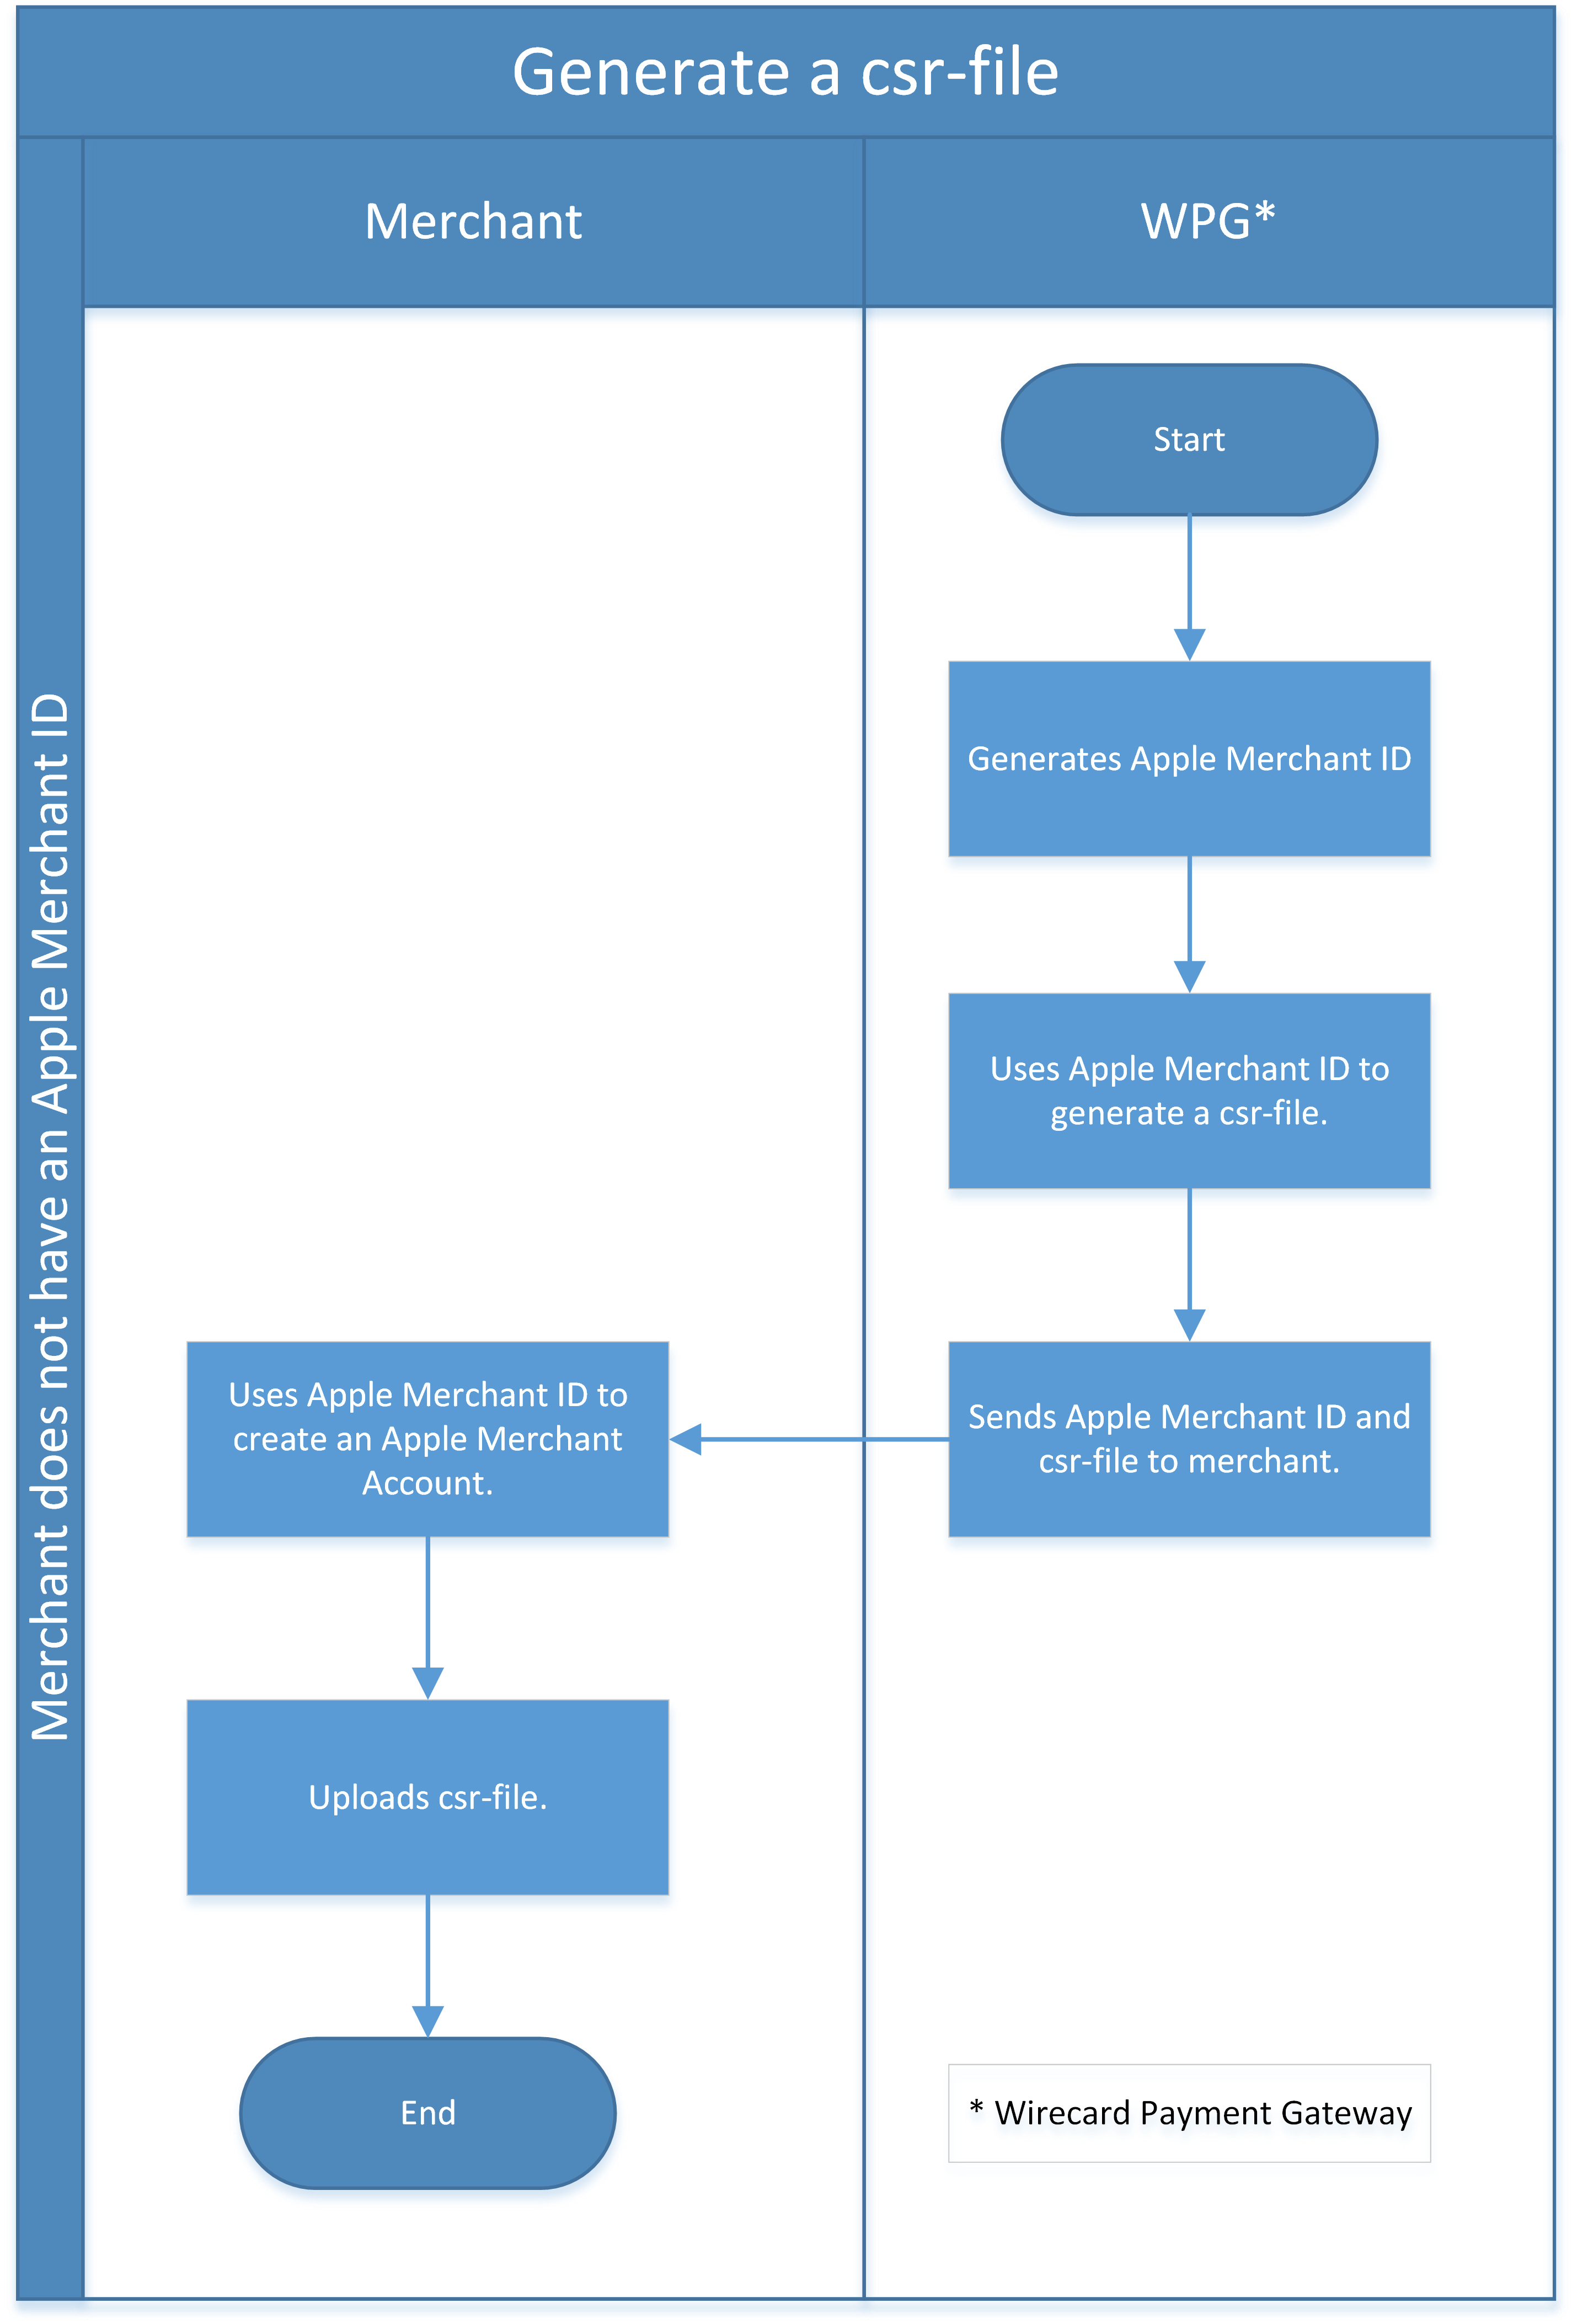 Generate a csr-file
Merchant
WPG*
Merchant does not have an Apple Merchant ID
Start
Generates Apple Merchant ID
Uses Apple Merchant ID to
generate a csr-file.
Sends Apple Merchant ID and
csr-file to merchant.
Uses Apple Merchant ID to
create an Apple Merchant
Account.
Uploads csr-file.
End
* Wirecard Payment Gateway